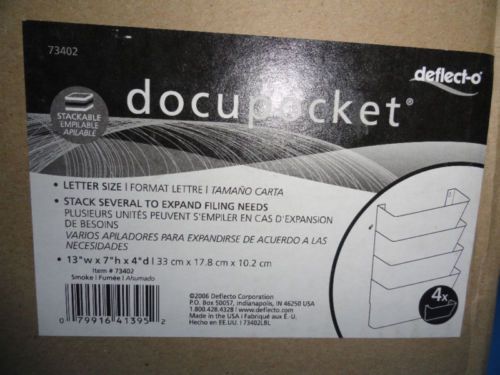 73402
deflect-o
STACKABLE
EMPILABLE
APILABLE
docupocket®
• LETTER SIZE | FORMAT LETTRE | TAMAÑO CARTA
• STACK SEVERAL TO EXPAND FILING NEEDS
PLUSIEURS UNITÉS PEUVENT S'EMPILER EN CAS D'EXPANSION
DE BESOINS
VARIOS APILADORES PARA EXPANDIRSE DE ACUERDO A LAS
NECESIDADES
• 13"w x 7"h x 4"d | 33 cm x 17.8 cm x 10.2 cm
Item # 73402
Smoke | Fumée | Ahumado
0 79916 41395 2
©2006 Deflecto Corporation
P.O. Box 50057, indianapolis, IN 46250 USA
1.800.428.4328 | www.deflecto.com
Made in the USA | Fabriqué aux É.-U.
Hecho en EE.UU. | 73402LBL
4x